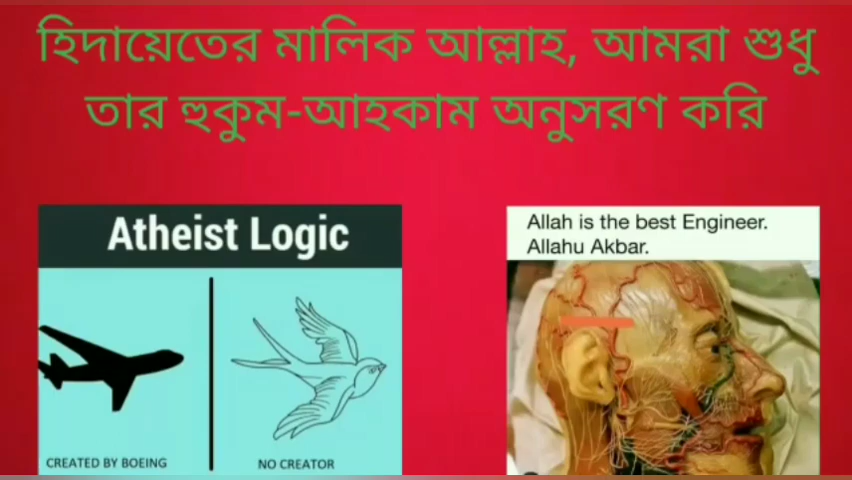 হিদায়েতের মালিক আল্লাহ, আমরা শুধু
তার হুকুম-আহকাম অনুসরণ করি
Atheist Logic
CREATED BY BOEING
NO CREATOR
Allah is the best Engineer.
Allahu Akbar.